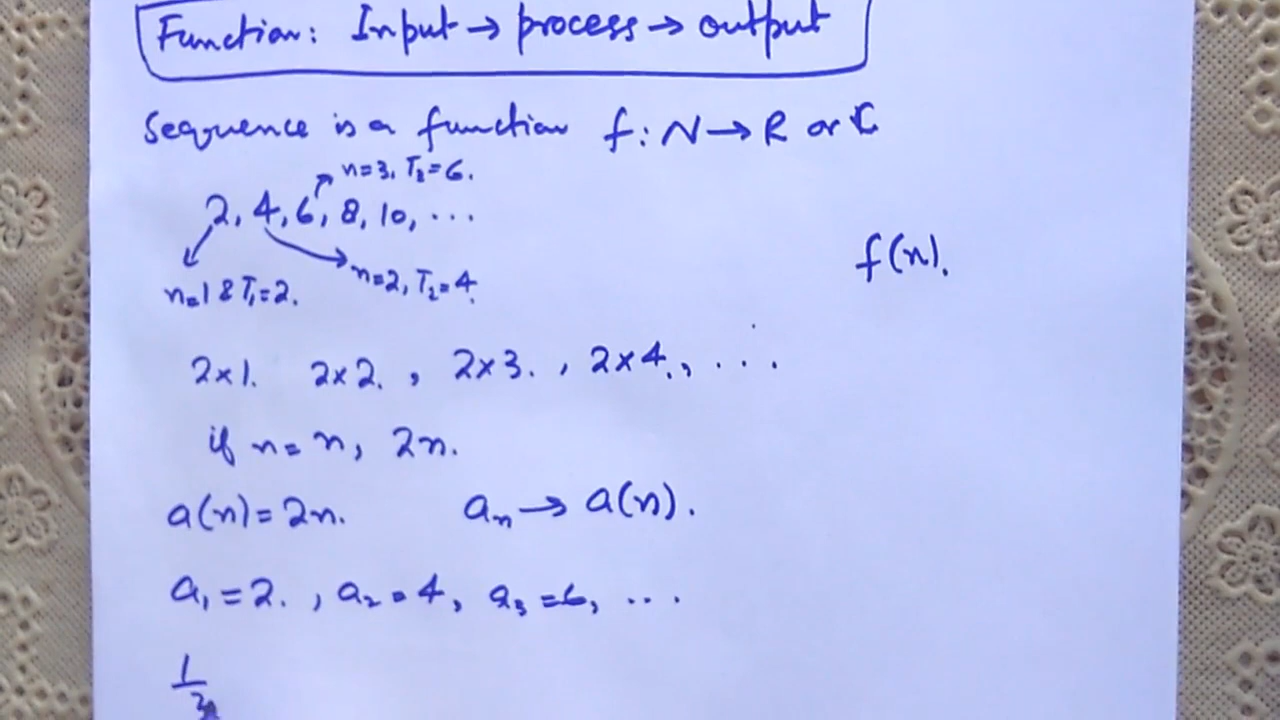 Function: Input → process → output
Sequence is a function f: N → R or C
n=3, T₃=6.
2, 4, 6, 8, 10, ...
f(n).
n=1 & T₁=2.
n=2, T₂=4.
2×1. 2×2. , 2×3. , 2×4., ...
if n=n, 2n.
a(n)=2n. aₙ → a(n).
a₁=2. , a₂=4, a₃=6, ...
1